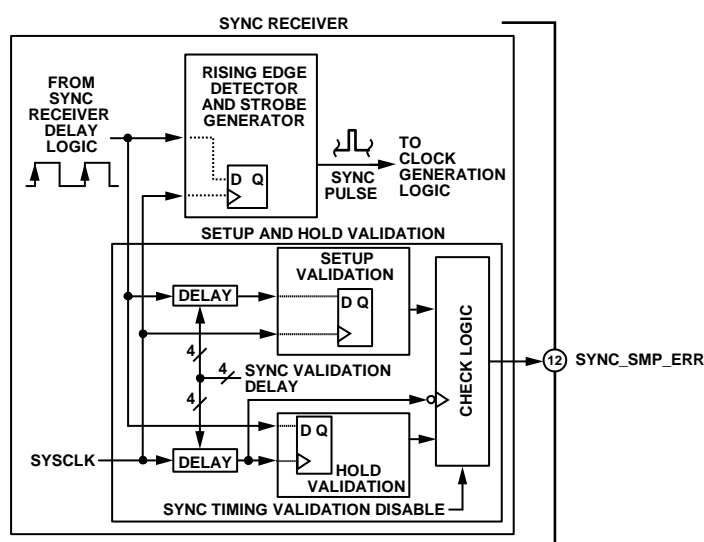 SYNC RECEIVER
FROM
SYNC
RECEIVER
DELAY
LOGIC
RISING EDGE
DETECTOR
AND STROBE
GENERATOR
D Q
SYNC
PULSE
TO
CLOCK
GENERATION
LOGIC
SETUP AND HOLD VALIDATION
SETUP
VALIDATION
DELAY
D Q
4
4
SYNC VALIDATION
DELAY
4
CHECK LOGIC
12
SYNC_SMP_ERR
D Q
SYSCLK
DELAY
HOLD
VALIDATION
SYNC TIMING VALIDATION DISABLE